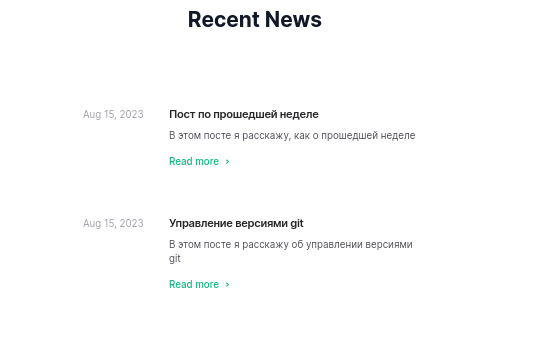 Recent News
Aug 15, 2023
Пост по прошедшей неделе
В этом посте я расскажу, как о прошедшей неделе
Read more ›
Aug 15, 2023
Управление версиями git
В этом посте я расскажу об управлении версиями
git
Read more ›